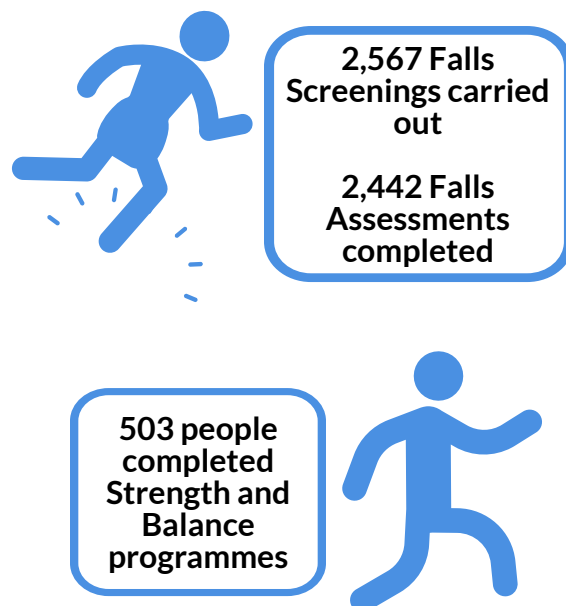 2,567 Falls
Screenings carried
out
2,442 Falls
Assessments
completed
503 people
completed
Strength and
Balance
programmes